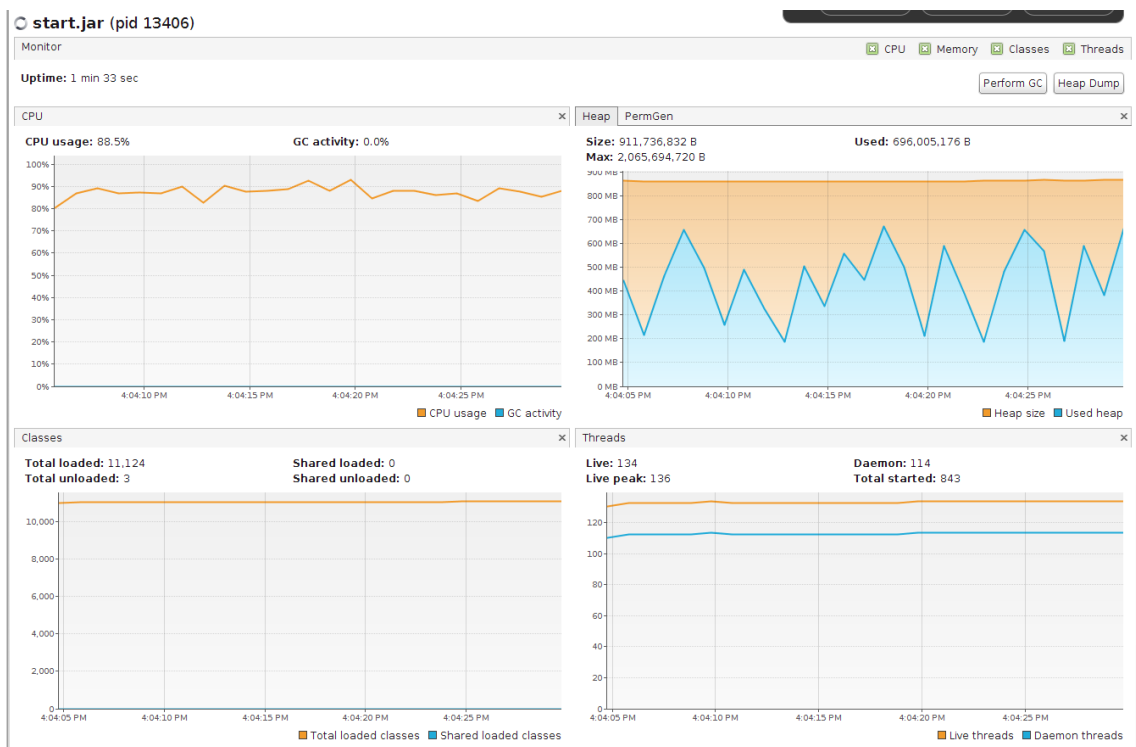 start.jar (pid 13406)
Monitor
CPU Memory Classes Threads
Uptime: 1 min 33 sec
Perform GC Heap Dump
CPU
CPU usage: 88.5% GC activity: 0.0%
100%
90%
80%
70%
60%
50%
40%
30%
20%
10%
0%
4:04:10 PM 4:04:15 PM 4:04:20 PM 4:04:25 PM
CPU usage GC activity
Heap PermGen
Size: 911,736,832 B Used: 696,005,176 B
Max: 2,065,694,720 B
900 MB
800 MB
700 MB
600 MB
500 MB
400 MB
300 MB
200 MB
100 MB
0 MB
4:04:05 PM 4:04:10 PM 4:04:15 PM 4:04:20 PM 4:04:25 PM
Heap size Used heap
Classes
Total loaded: 11,124 Shared loaded: 0
Total unloaded: 3 Shared unloaded: 0
10,000
8,000
6,000
4,000
2,000
0
4:04:05 PM 4:04:10 PM 4:04:15 PM 4:04:20 PM 4:04:25 PM
Total loaded classes Shared loaded classes
Threads
Live: 134 Daemon: 114
Live peak: 136 Total started: 843
120
100
80
60
40
20
0
4:04:05 PM 4:04:10 PM 4:04:15 PM 4:04:20 PM 4:04:25 PM
Live threads Daemon threads